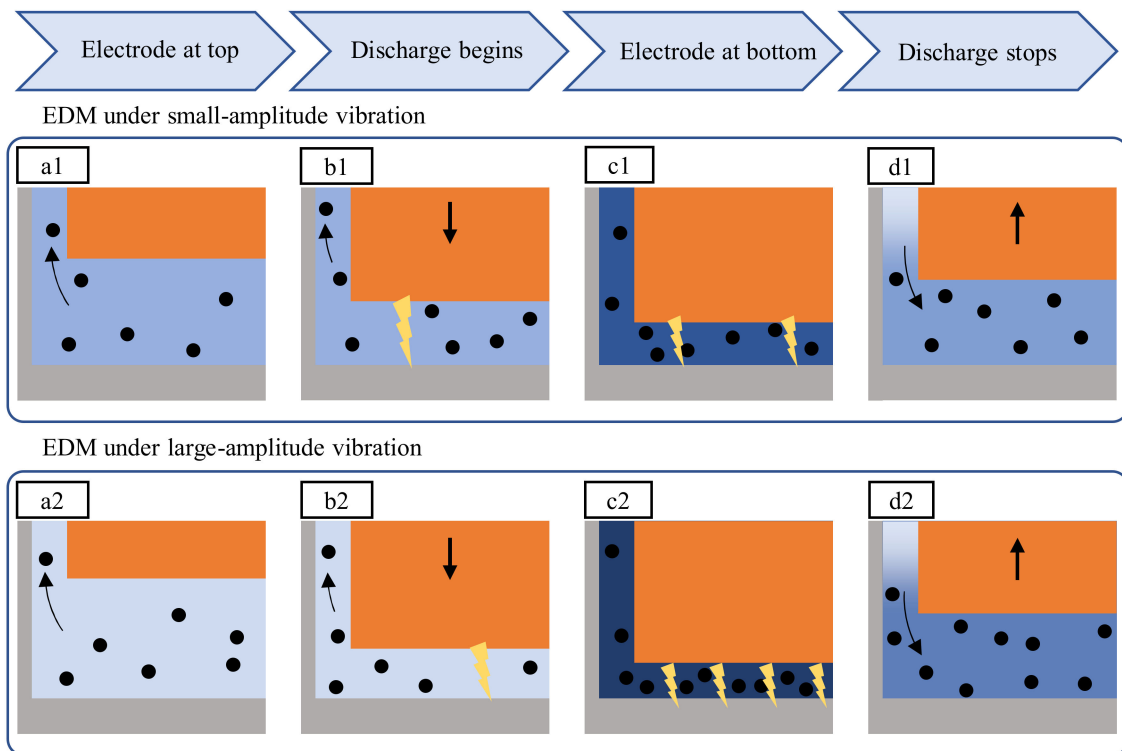 Electrode at top
Discharge begins
Electrode at bottom
Discharge stops
EDM under small-amplitude vibration
a1
b1
c1
d1
EDM under large-amplitude vibration
a2
b2
c2
d2